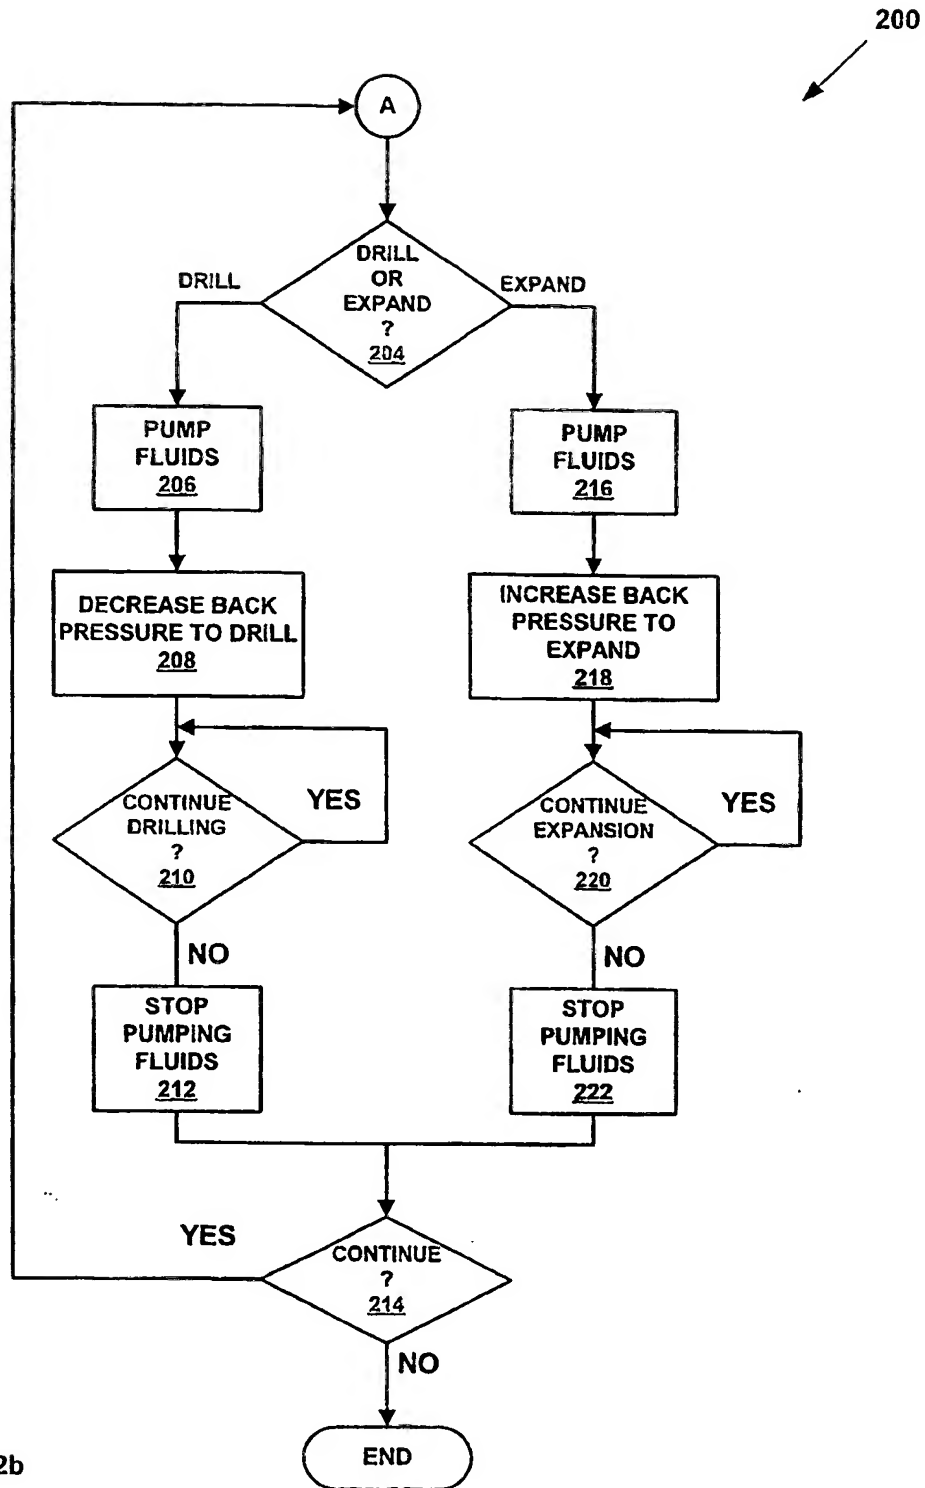 200
A
DRILL
OR
EXPAND
?
204
DRILL
EXPAND
PUMP
FLUIDS
206
PUMP
FLUIDS
216
DECREASE BACK
PRESSURE TO DRILL
208
INCREASE BACK
PRESSURE TO
EXPAND
218
CONTINUE
DRILLING
?
210
YES
CONTINUE
EXPANSION
?
220
YES
NO
NO
STOP
PUMPING
FLUIDS
212
STOP
PUMPING
FLUIDS
222
YES
CONTINUE
?
214
NO
END
2b